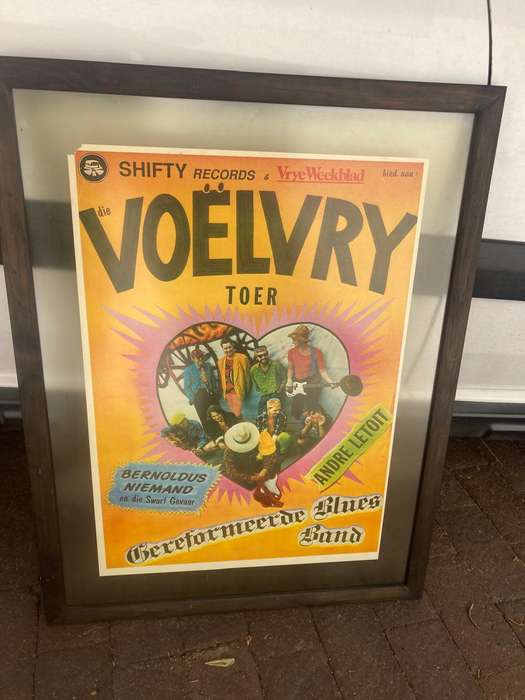 SHIFTY RECORDS & Vrye Weekblad bied aan:
die
VOËLVRY
TOER
ANDRE LETOIT
BERNOLDUS
NIEMAND
en die Swart Gevaar
Gereformeerde Blues
Band